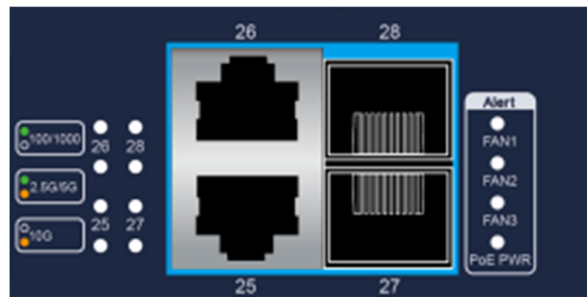 26 28
Alert
100/1000
26 28
FAN1
2.5G/5G
FAN2
25 27
FAN3
10G
PoE PWR
25 27